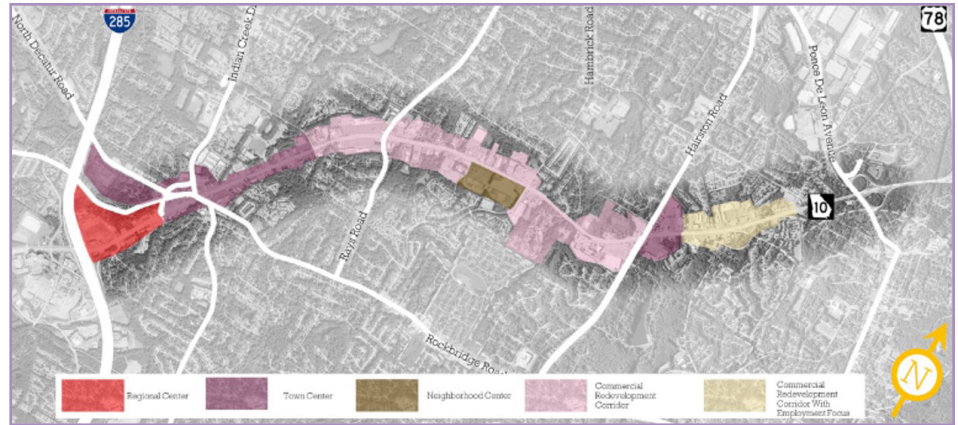 285
78
North Decatur Road
Indian Creek D
Hambrick Road
Ponce De Leon Avenue
Hairston Road
10
Rays Road
Rockbridge Road
N
Regional Center
Town Center
Neighborhood Center
Commercial
Redevelopment
Corridor
Commercial
Redevelopment
Corridor With
Employment Focus